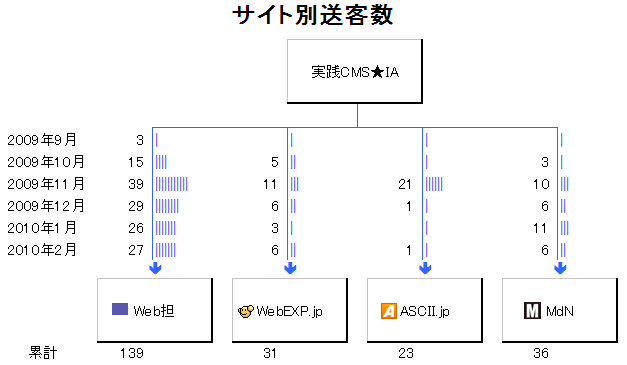 サイト別送客数
実践CMS★IA
2009年9月 3
2009年10月 15 5 3
2009年11月 39 11 21 10
2009年12月 29 6 1 6
2010年1月 26 3 11
2010年2月 27 6 1 6
Web担 WebEXP.jp ASCII.jp M MdN
累計 139 31 23 36